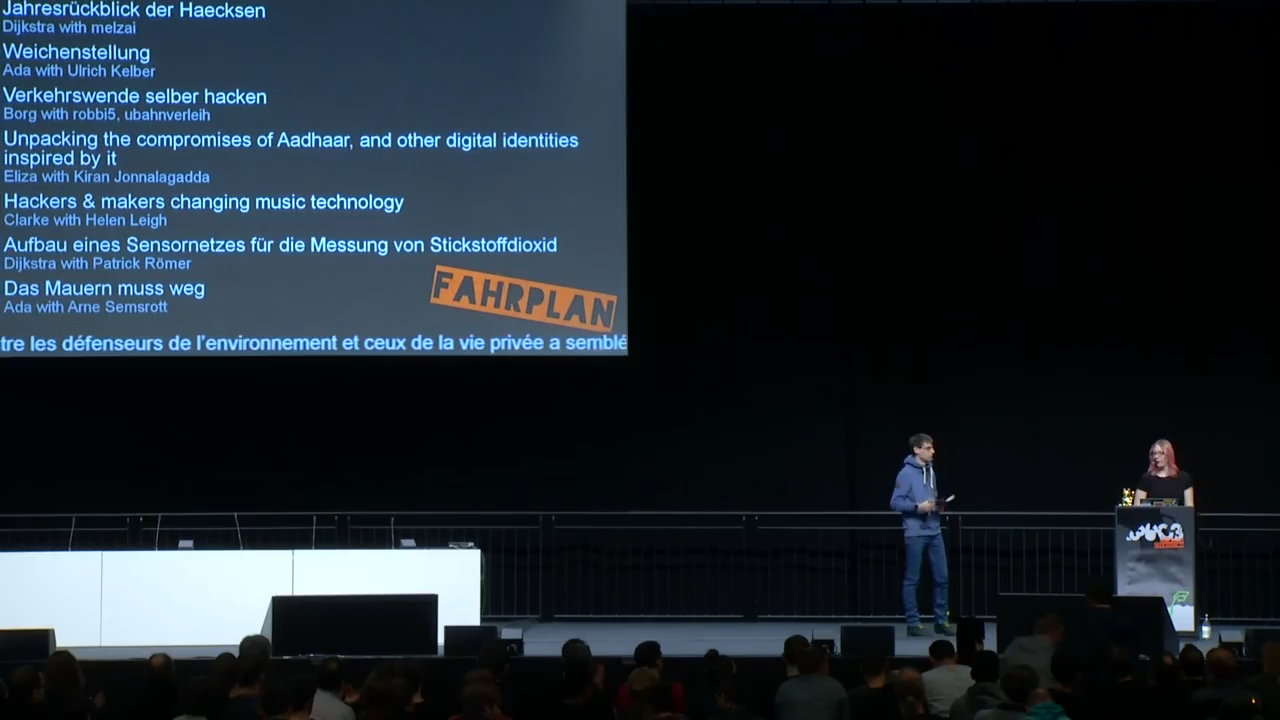 Jahresrückblick der Haecksen
Dijkstra with melzai
Weichenstellung
Ada with Ulrich Kelber
Verkehrswende selber hacken
Borg with robbi5, ubahnverleih
Unpacking the compromises of Aadhaar, and other digital identities
inspired by it
Eliza with Kiran Jonnalagadda
Hackers & makers changing music technology
Clarke with Helen Leigh
Aufbau eines Sensornetzes für die Messung von Stickstoffdioxid
Dijkstra with Patrick Römer
Das Mauern muss weg
Ada with Arne Semsrott
FAHRPLAN
tre les défenseurs de l'environnement et ceux de la vie privée a semblé